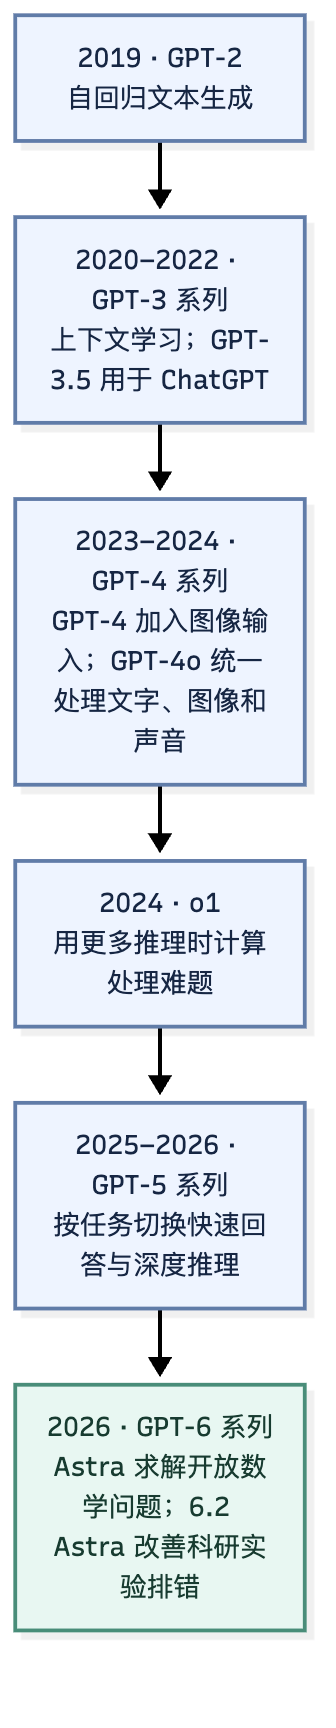 2019 · GPT-2
自回归文本生成
2020–2022 ·
GPT-3 系列
上下文学习；GPT-
3.5 用于 ChatGPT
2023–2024 ·
GPT-4 系列
GPT-4 加入图像输
入；GPT-4o 统一
处理文字、图像和
声音
2024 · o1
用更多推理时计算
处理难题
2025–2026 ·
GPT-5 系列
按任务切换快速回
答与深度推理
2026 · GPT-6 系列
Astra 求解开放数
学问题；6.2
Astra 改善科研实
验排错